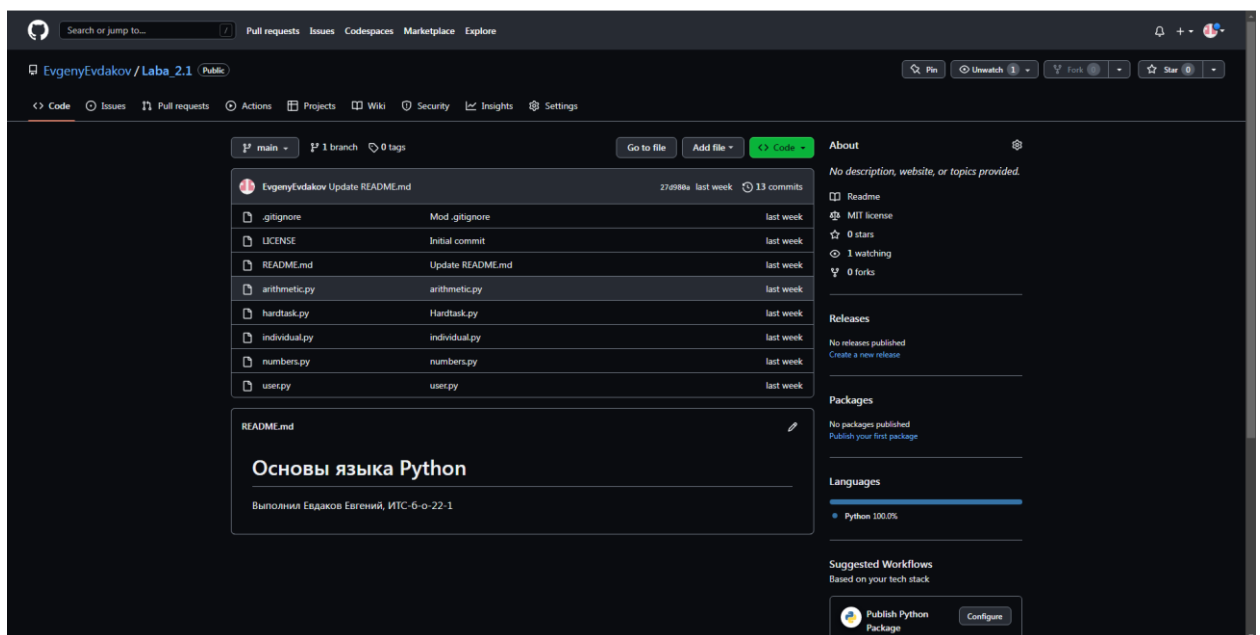 Search or jump to... /
Pull requests Issues Codespaces Marketplace Explore
EvgenyEvdakov / Laba_2.1 Public
Pin Unwatch 1 Fork 0 Star 0
Code Issues Pull requests Actions Projects Wiki Security Insights Settings
main 1 branch 0 tags Go to file Add file Code
EvgenyEvdakov Update README.md 27d980a last week 13 commits
.gitignore Mod .gitignore last week
LICENSE Initial commit last week
README.md Update README.md last week
arithmetic.py arithmetic.py last week
hardtask.py Hardtask.py last week
individual.py individual.py last week
numbers.py numbers.py last week
user.py user.py last week
README.md
Основы языка Python
Выполнил Евдаков Евгений, ИТС-б-о-22-1
About
No description, website, or topics provided.
Readme
MIT license
0 stars
1 watching
0 forks
Releases
No releases published
Create a new release
Packages
No packages published
Publish your first package
Languages
Python 100.0%
Suggested Workflows
Based on your tech stack
Publish Python
Package
Configure